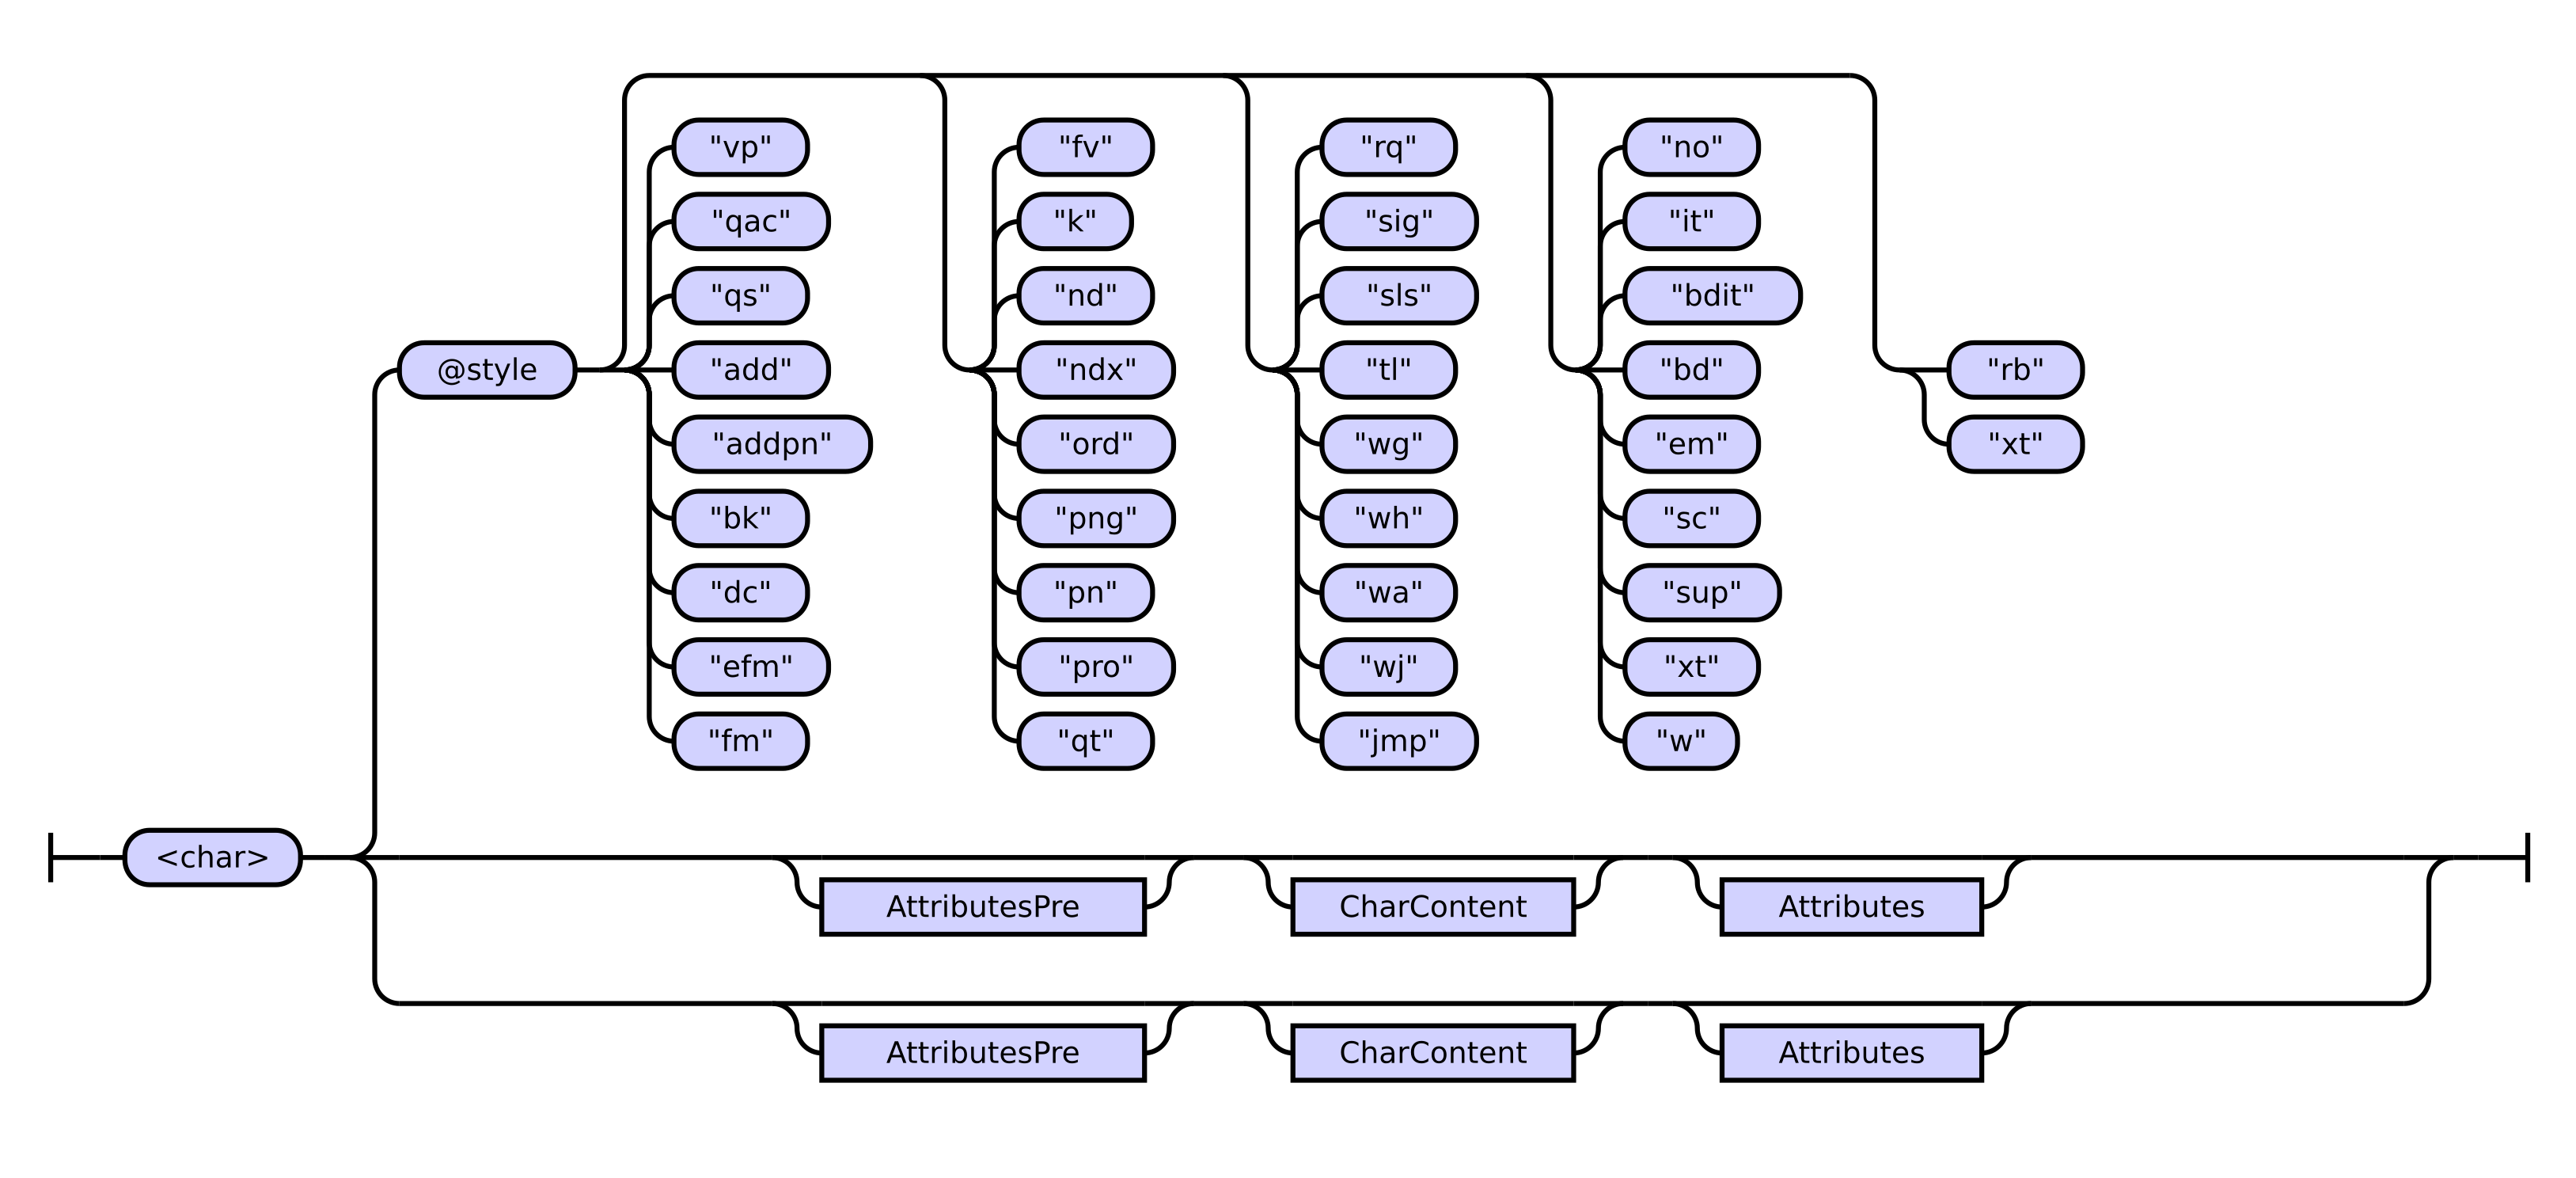 "vp"
"qac"
"qs"
"add"
"addpn"
"bk"
"dc"
"efm"
"fm"
"fv"
"k"
"nd"
"ndx"
"ord"
"png"
"pn"
"pro"
"qt"
"rq"
"sig"
"sls"
"tl"
"wg"
"wh"
"wa"
"wj"
"jmp"
"no"
"it"
"bdit"
"bd"
"em"
"sc"
"sup"
"xt"
"w"
"rb"
"xt"
@style
<char>
AttributesPre
CharContent
Attributes
AttributesPre
CharContent
Attributes